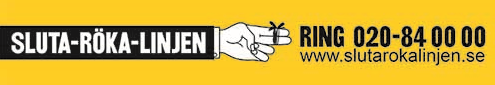 SLUTA-RÖKA-LINJEN
RING 020-84 00 00
www.slutarokalinjen.se